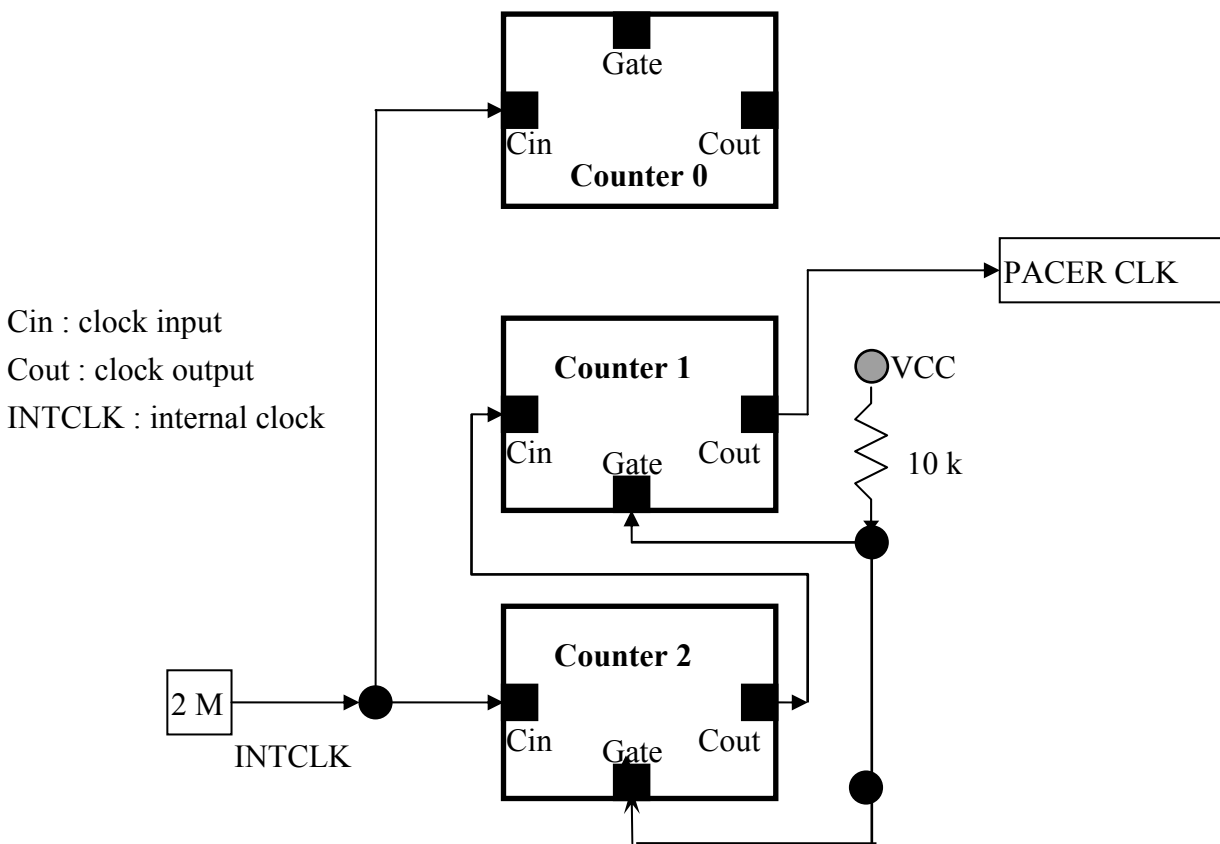 Gate
Cin
Cout
Counter 0
PACER CLK
Cin : clock input
Cout : clock output
INTCLK : internal clock
Counter 1
VCC
Cin
Gate
Cout
10 k
Counter 2
2 M
INTCLK
Cin
Gate
Cout